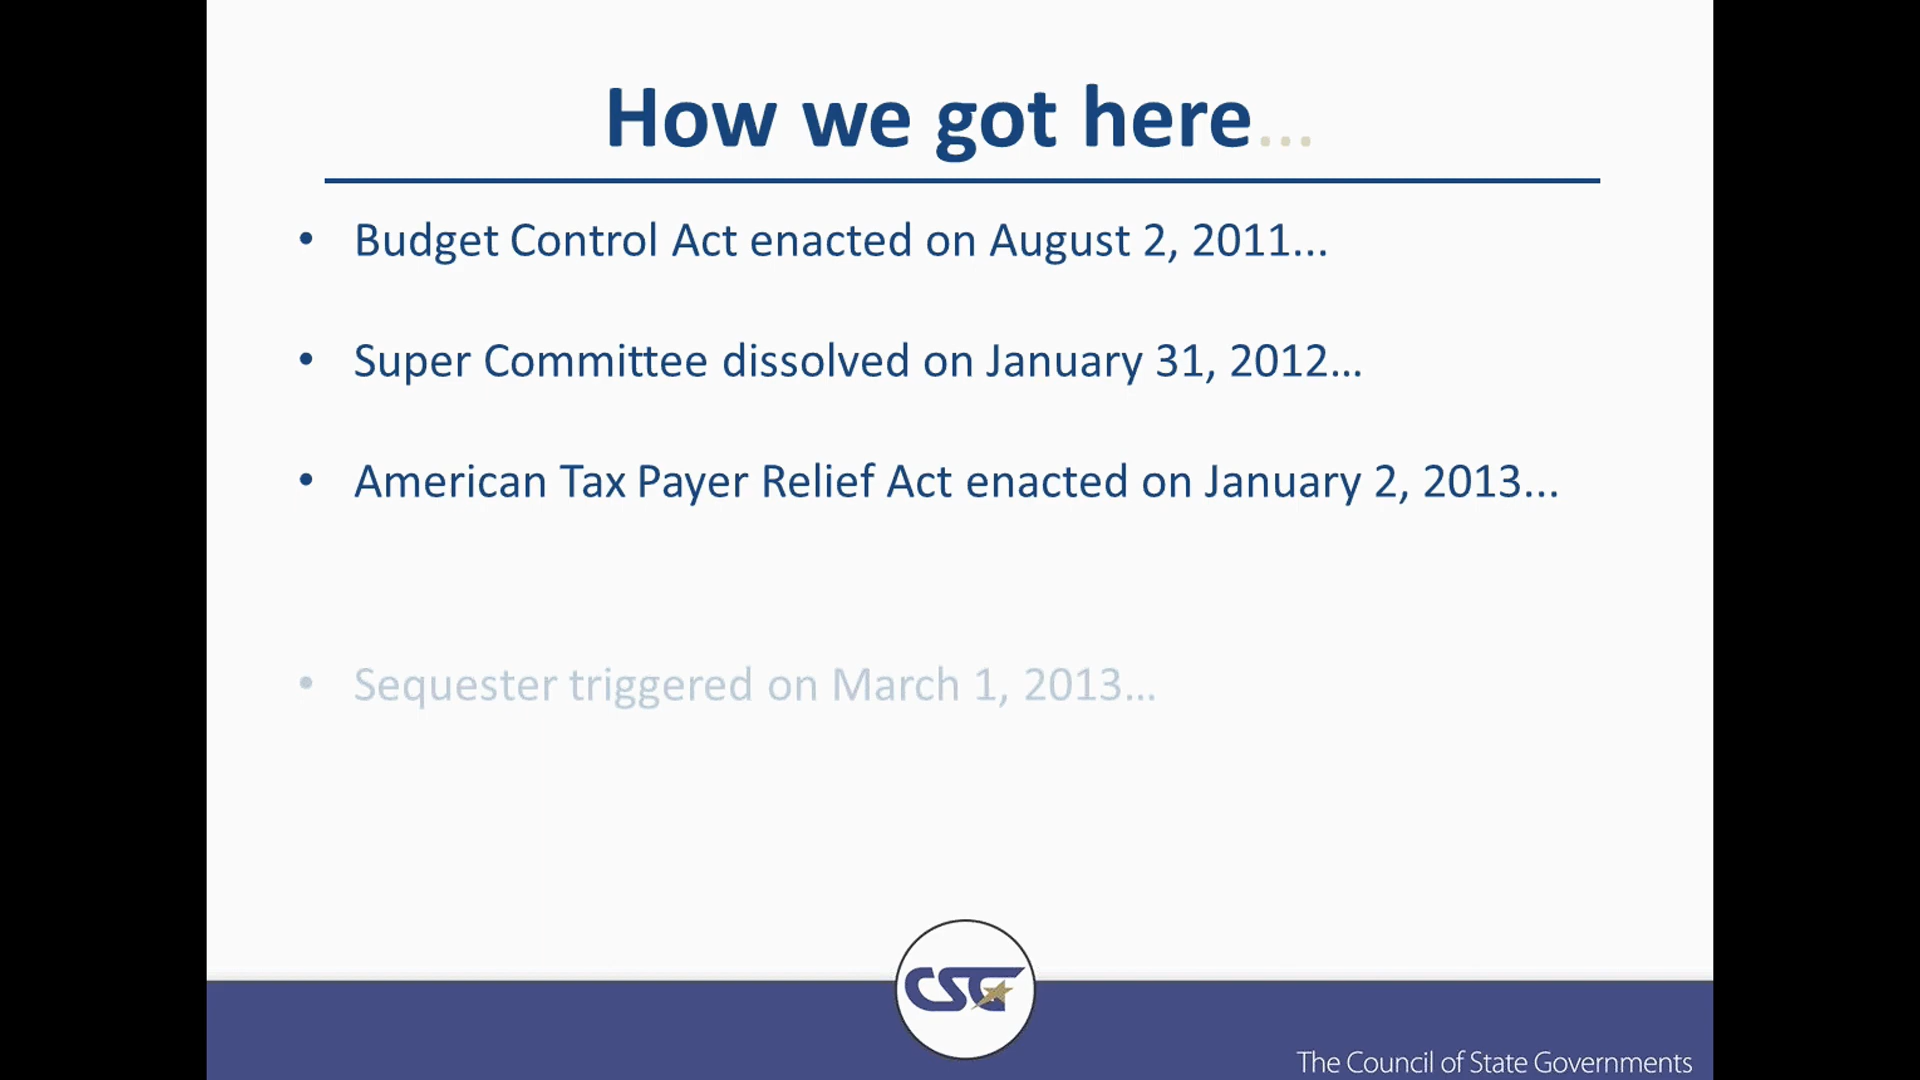 How we got here...
• Budget Control Act enacted on August 2, 2011...
• Super Committee dissolved on January 31, 2012...
• American Tax Payer Relief Act enacted on January 2, 2013...
• Sequester triggered on March 1, 2013...
CSG
The Council of State Governments